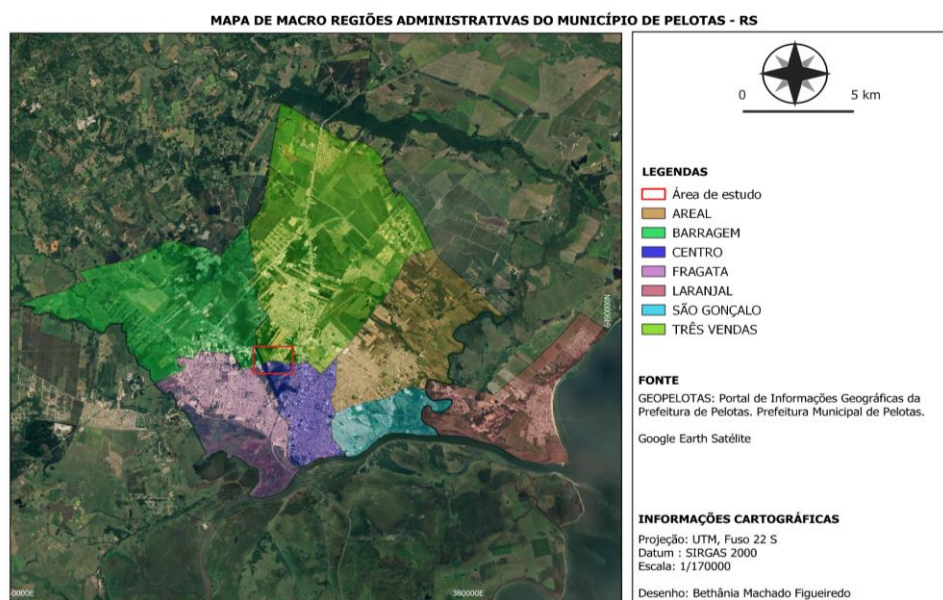 MAPA DE MACRO REGIÕES ADMINISTRATIVAS DO MUNICÍPIO DE PELOTAS - RS
0 5 km
LEGENDAS
Área de estudo
AREAL
BARRAGEM
CENTRO
FRAGATA
LARANJAL
SÃO GONÇALO
TRÊS VENDAS
6490000N
FONTE
GEOPELOTAS: Portal de Informações Geográficas da
Prefeitura de Pelotas. Prefeitura Municipal de Pelotas.
Google Earth Satélite
INFORMAÇÕES CARTOGRÁFICAS
Projeção: UTM, Fuso 22 S
Datum : SIRGAS 2000
Escala: 1/170000
Desenho: Bethânia Machado Figueiredo
380000E